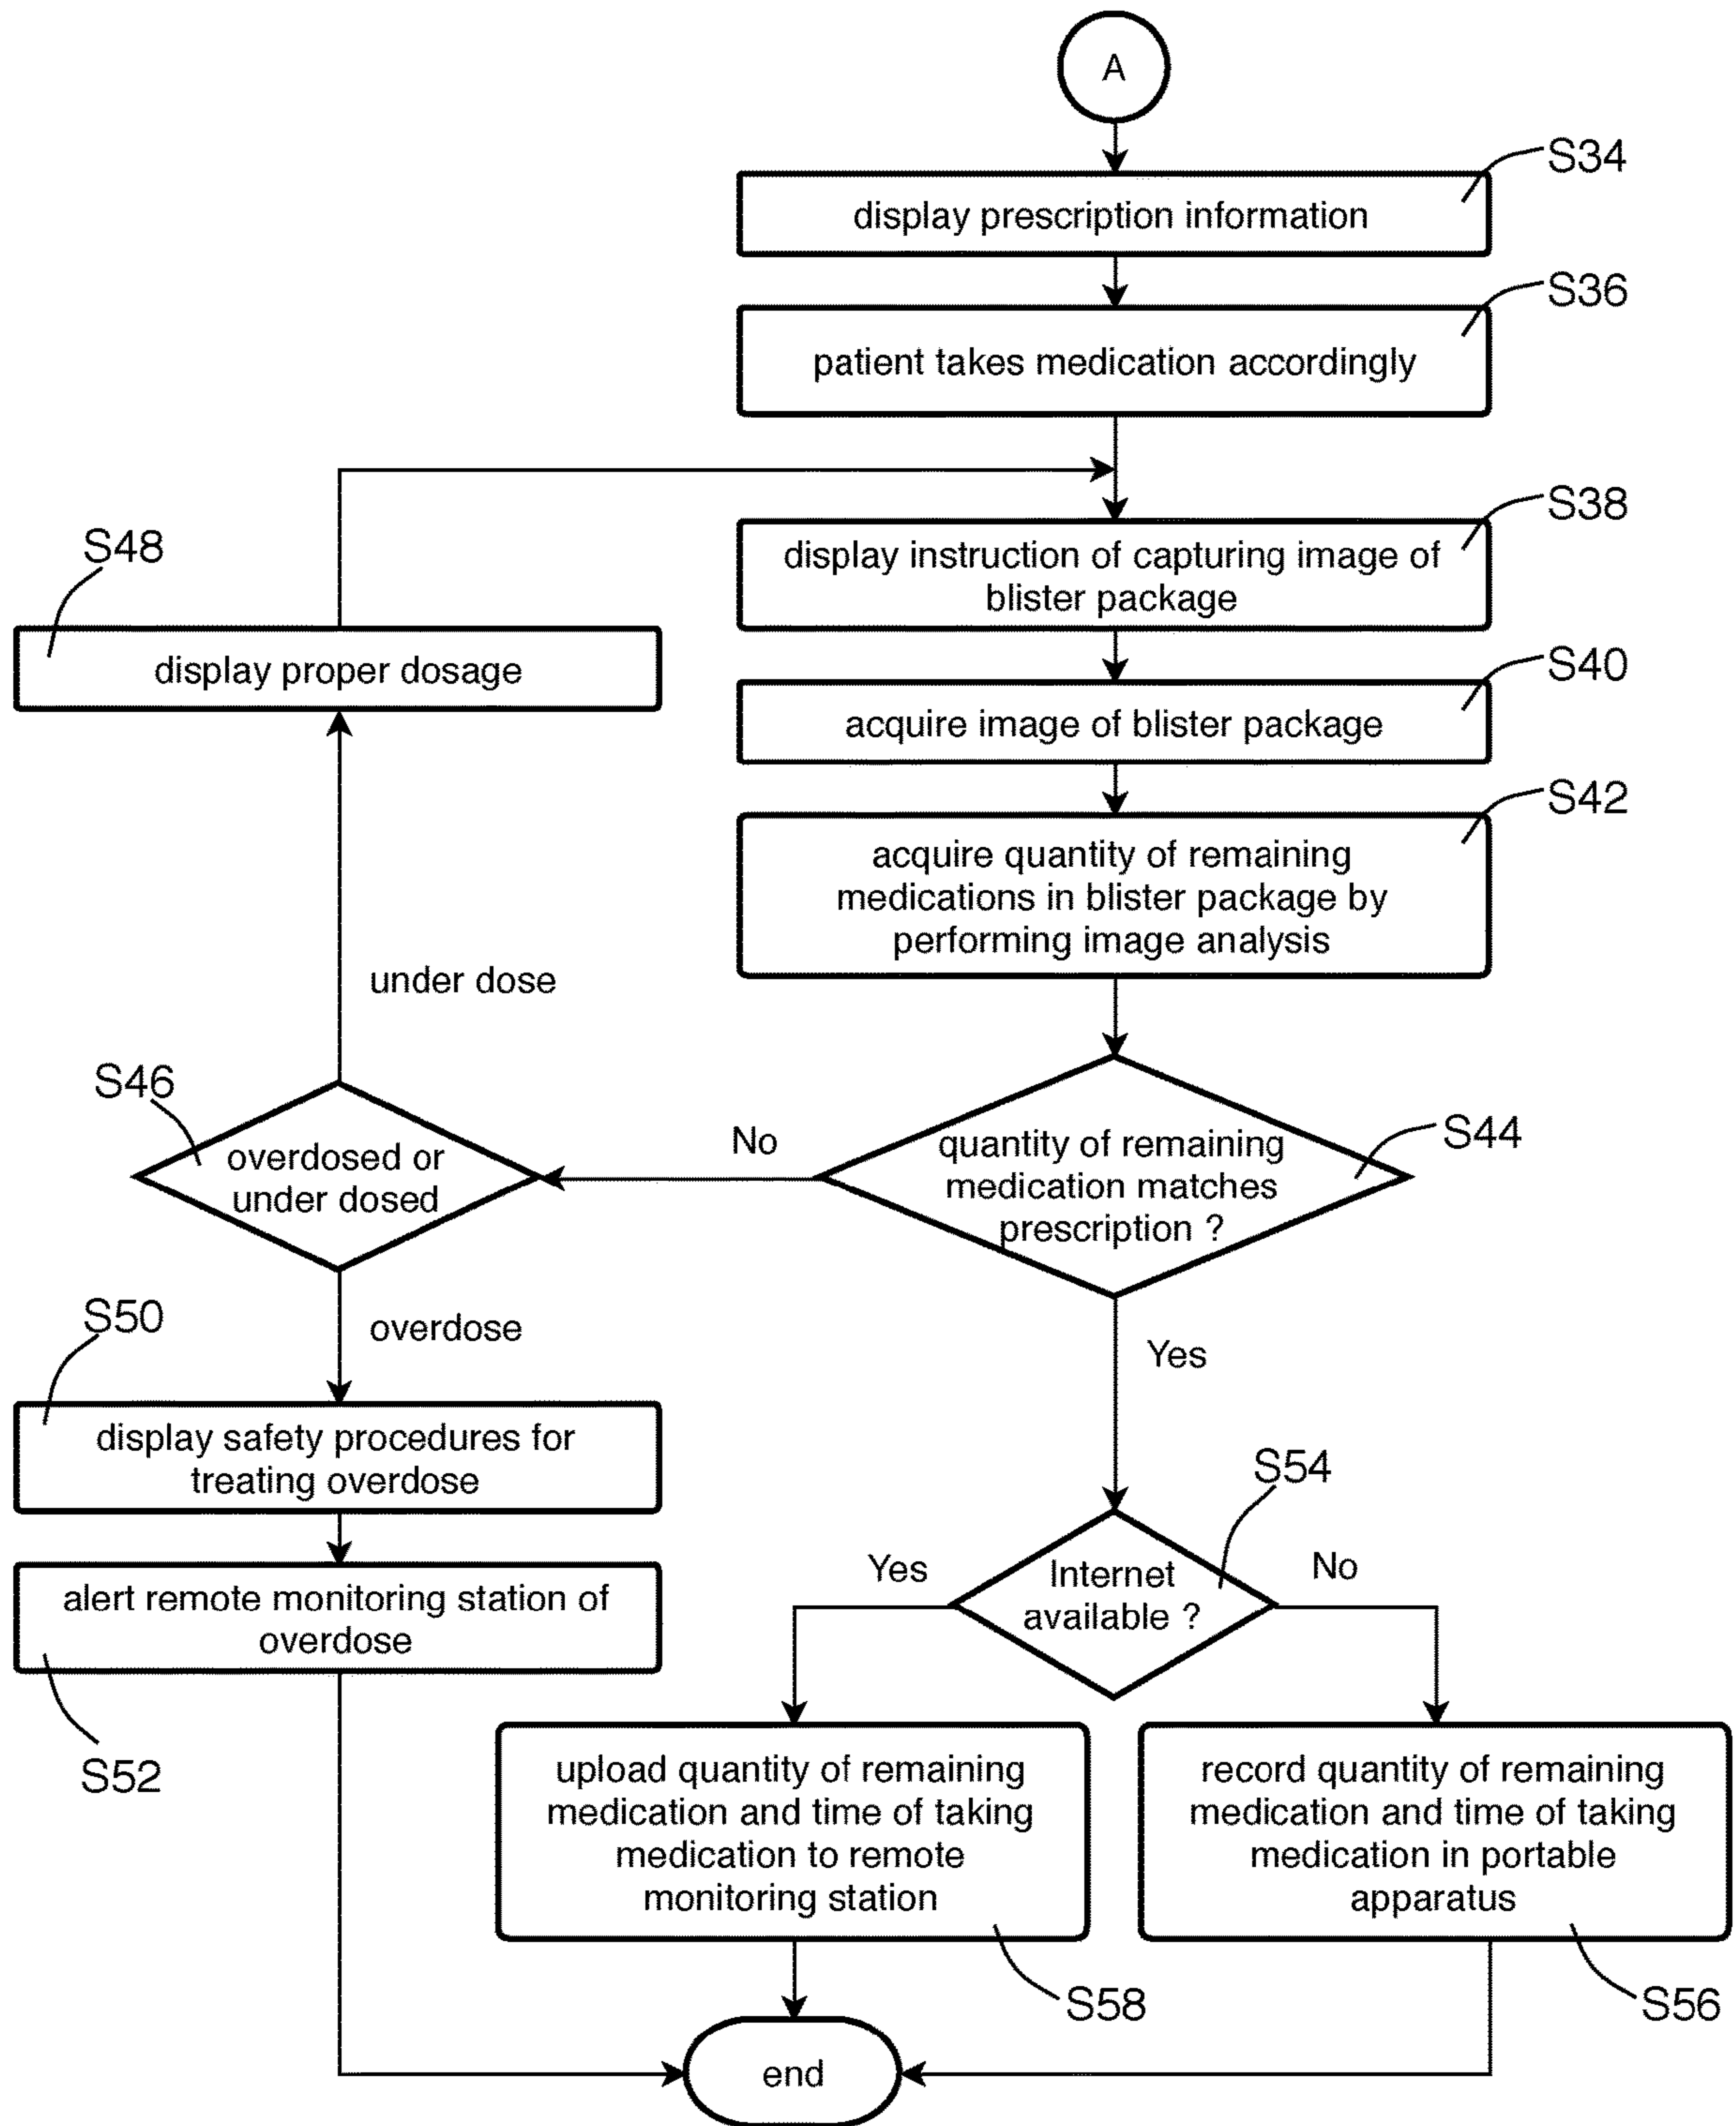 A
S34
display prescription information
S36
patient takes medication accordingly
S38
display instruction of capturing image of
blister package
S48
display proper dosage
S40
acquire image of blister package
S42
acquire quantity of remaining
medications in blister package by
performing image analysis
under dose
S46
overdosed or
under dosed
No
quantity of remaining
medication matches
prescription ?
S44
S50
overdose
Yes
display safety procedures for
treating overdose
S54
Yes
Internet
available ?
No
alert remote monitoring station of
overdose
S52
upload quantity of remaining
medication and time of taking
medication to remote
monitoring station
record quantity of remaining
medication and time of taking
medication in portable
apparatus
S58
S56
end